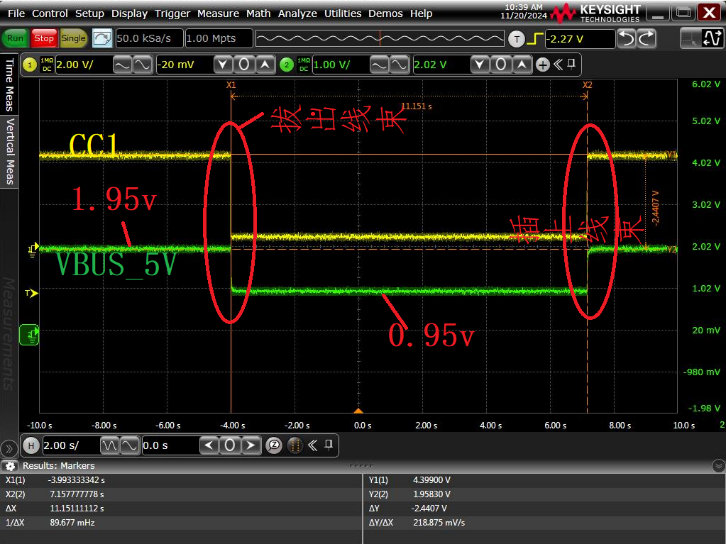 File Control Setup Display Trigger Measure Math Analyze Utilities Demos Help
10:39 AM
11/20/2024
KEYSIGHT
TECHNOLOGIES
Run Stop Single 50.0 kSa/s 1.00 Mpts T -2.27 V
1 1MΩ DC 2.00 V/ -20 mV 0 2 1MΩ DC 1.00 V/ 2.02 V 0
Time Meas
Vertical Meas
Measurements
X1 X2 6.02 V
11.151 s
拔出线束
5.02 V
CC1
Y1
4.02 V
1.95v
3.02 V
-2.4407 V
线束
2.02 V
Y2
VBUS_5V
T
1.02 V
0.95v
20 mV
-980 mV
-1.98 V
-10.0 s -8.00 s -6.00 s -4.00 s -2.00 s 0.0 s 2.00 s 4.00 s 6.00 s 8.00 s 10.0 s 2
H 2.00 s/ 0.0 s 0
Results: Markers
X1(1) -3.993333342 s Y1(1) 4.39900 V
X2(2) 7.157777778 s Y2(2) 1.95830 V
ΔX 11.15111112 s ΔY -2.4407 V
1/ΔX 89.677 mHz ΔY/ΔX 218.875 mV/s